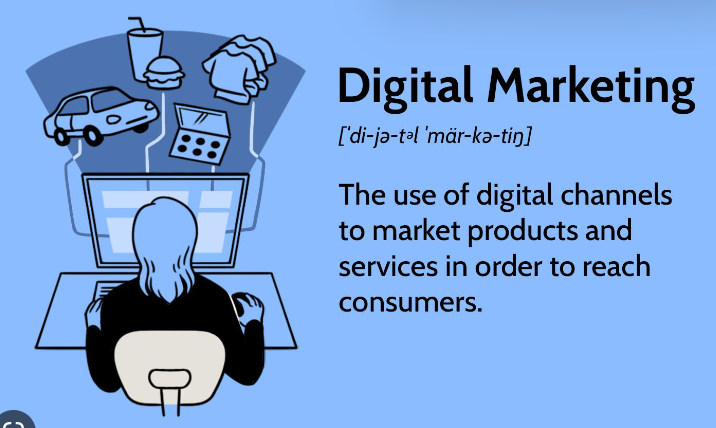 Digital Marketing
[ˈdi-jə-tᵊl ˈmär-kə-tiŋ]
The use of digital channels
to market products and
services in order to reach
consumers.